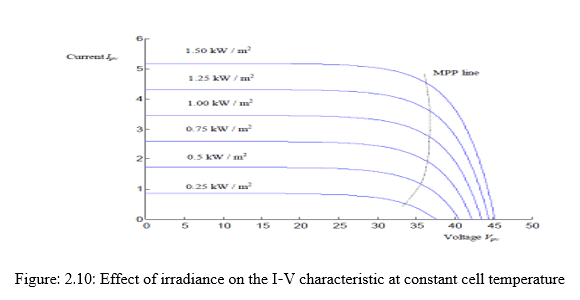 6
1.50 kW / m²
Current Ipv
5
MPP line
1.25 kW / m²
4
1.00 kW / m²
3
0.75 kW / m²
2
0.5 kW / m²
1
0.25 kW / m²
0
0 5 10 15 20 25 30 35 40 45 50
Voltage Vpv
Figure: 2.10: Effect of irradiance on the I-V characteristic at constant cell temperature